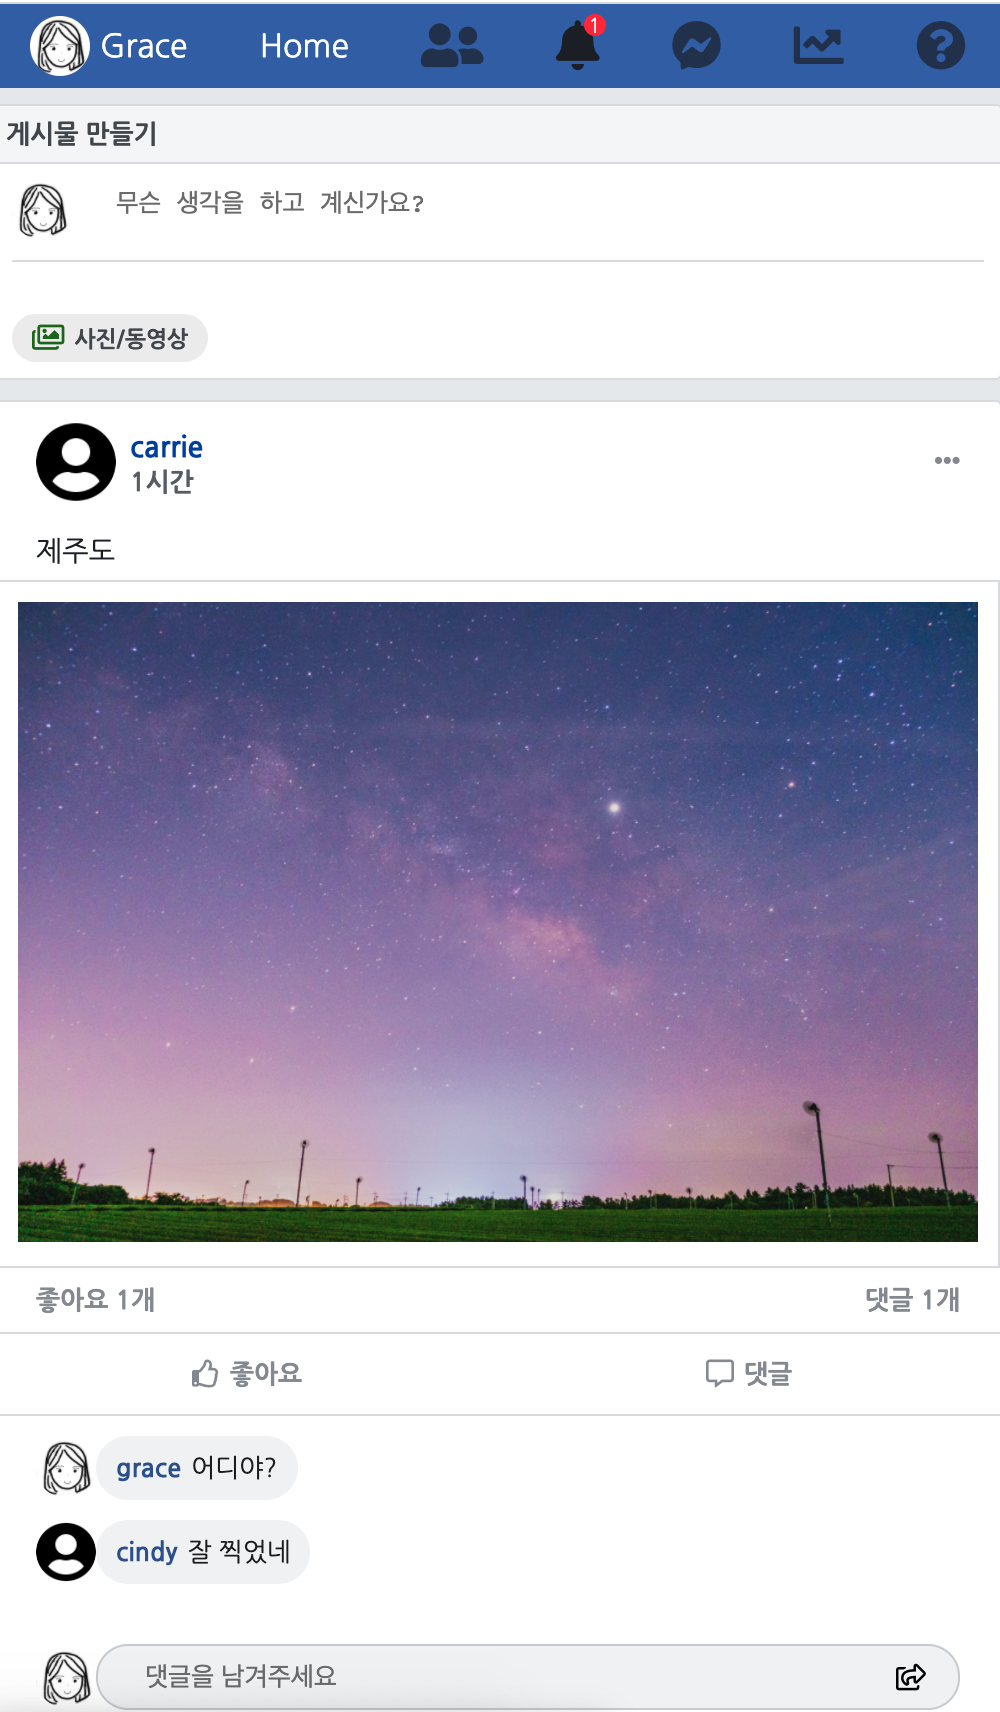 Grace Home 1
게시물 만들기
무슨 생각을 하고 계신가요?
사진/동영상
carrie
1시간
제주도
좋아요 1개 댓글 1개
좋아요 댓글
grace 어디야?
cindy 잘 찍었네
댓글을 남겨주세요